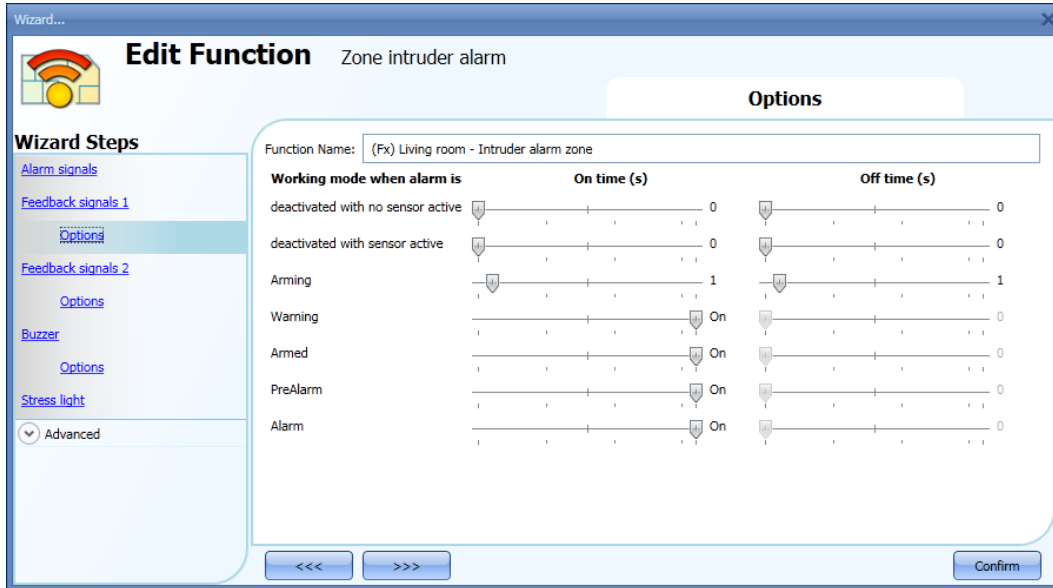 Wizard...
Edit Function Zone intruder alarm
Options
Wizard Steps
Alarm signals
Feedback signals 1
Options
Feedback signals 2
Options
Buzzer
Options
Stress light
Advanced
Function Name: (Fx) Living room - Intruder alarm zone
Working mode when alarm is On time (s) Off time (s)
deactivated with no sensor active 0 0
deactivated with sensor active 0 0
Arming 1 1
Warning On 0
Armed On 0
PreAlarm On 0
Alarm On 0
<<< >>> Confirm